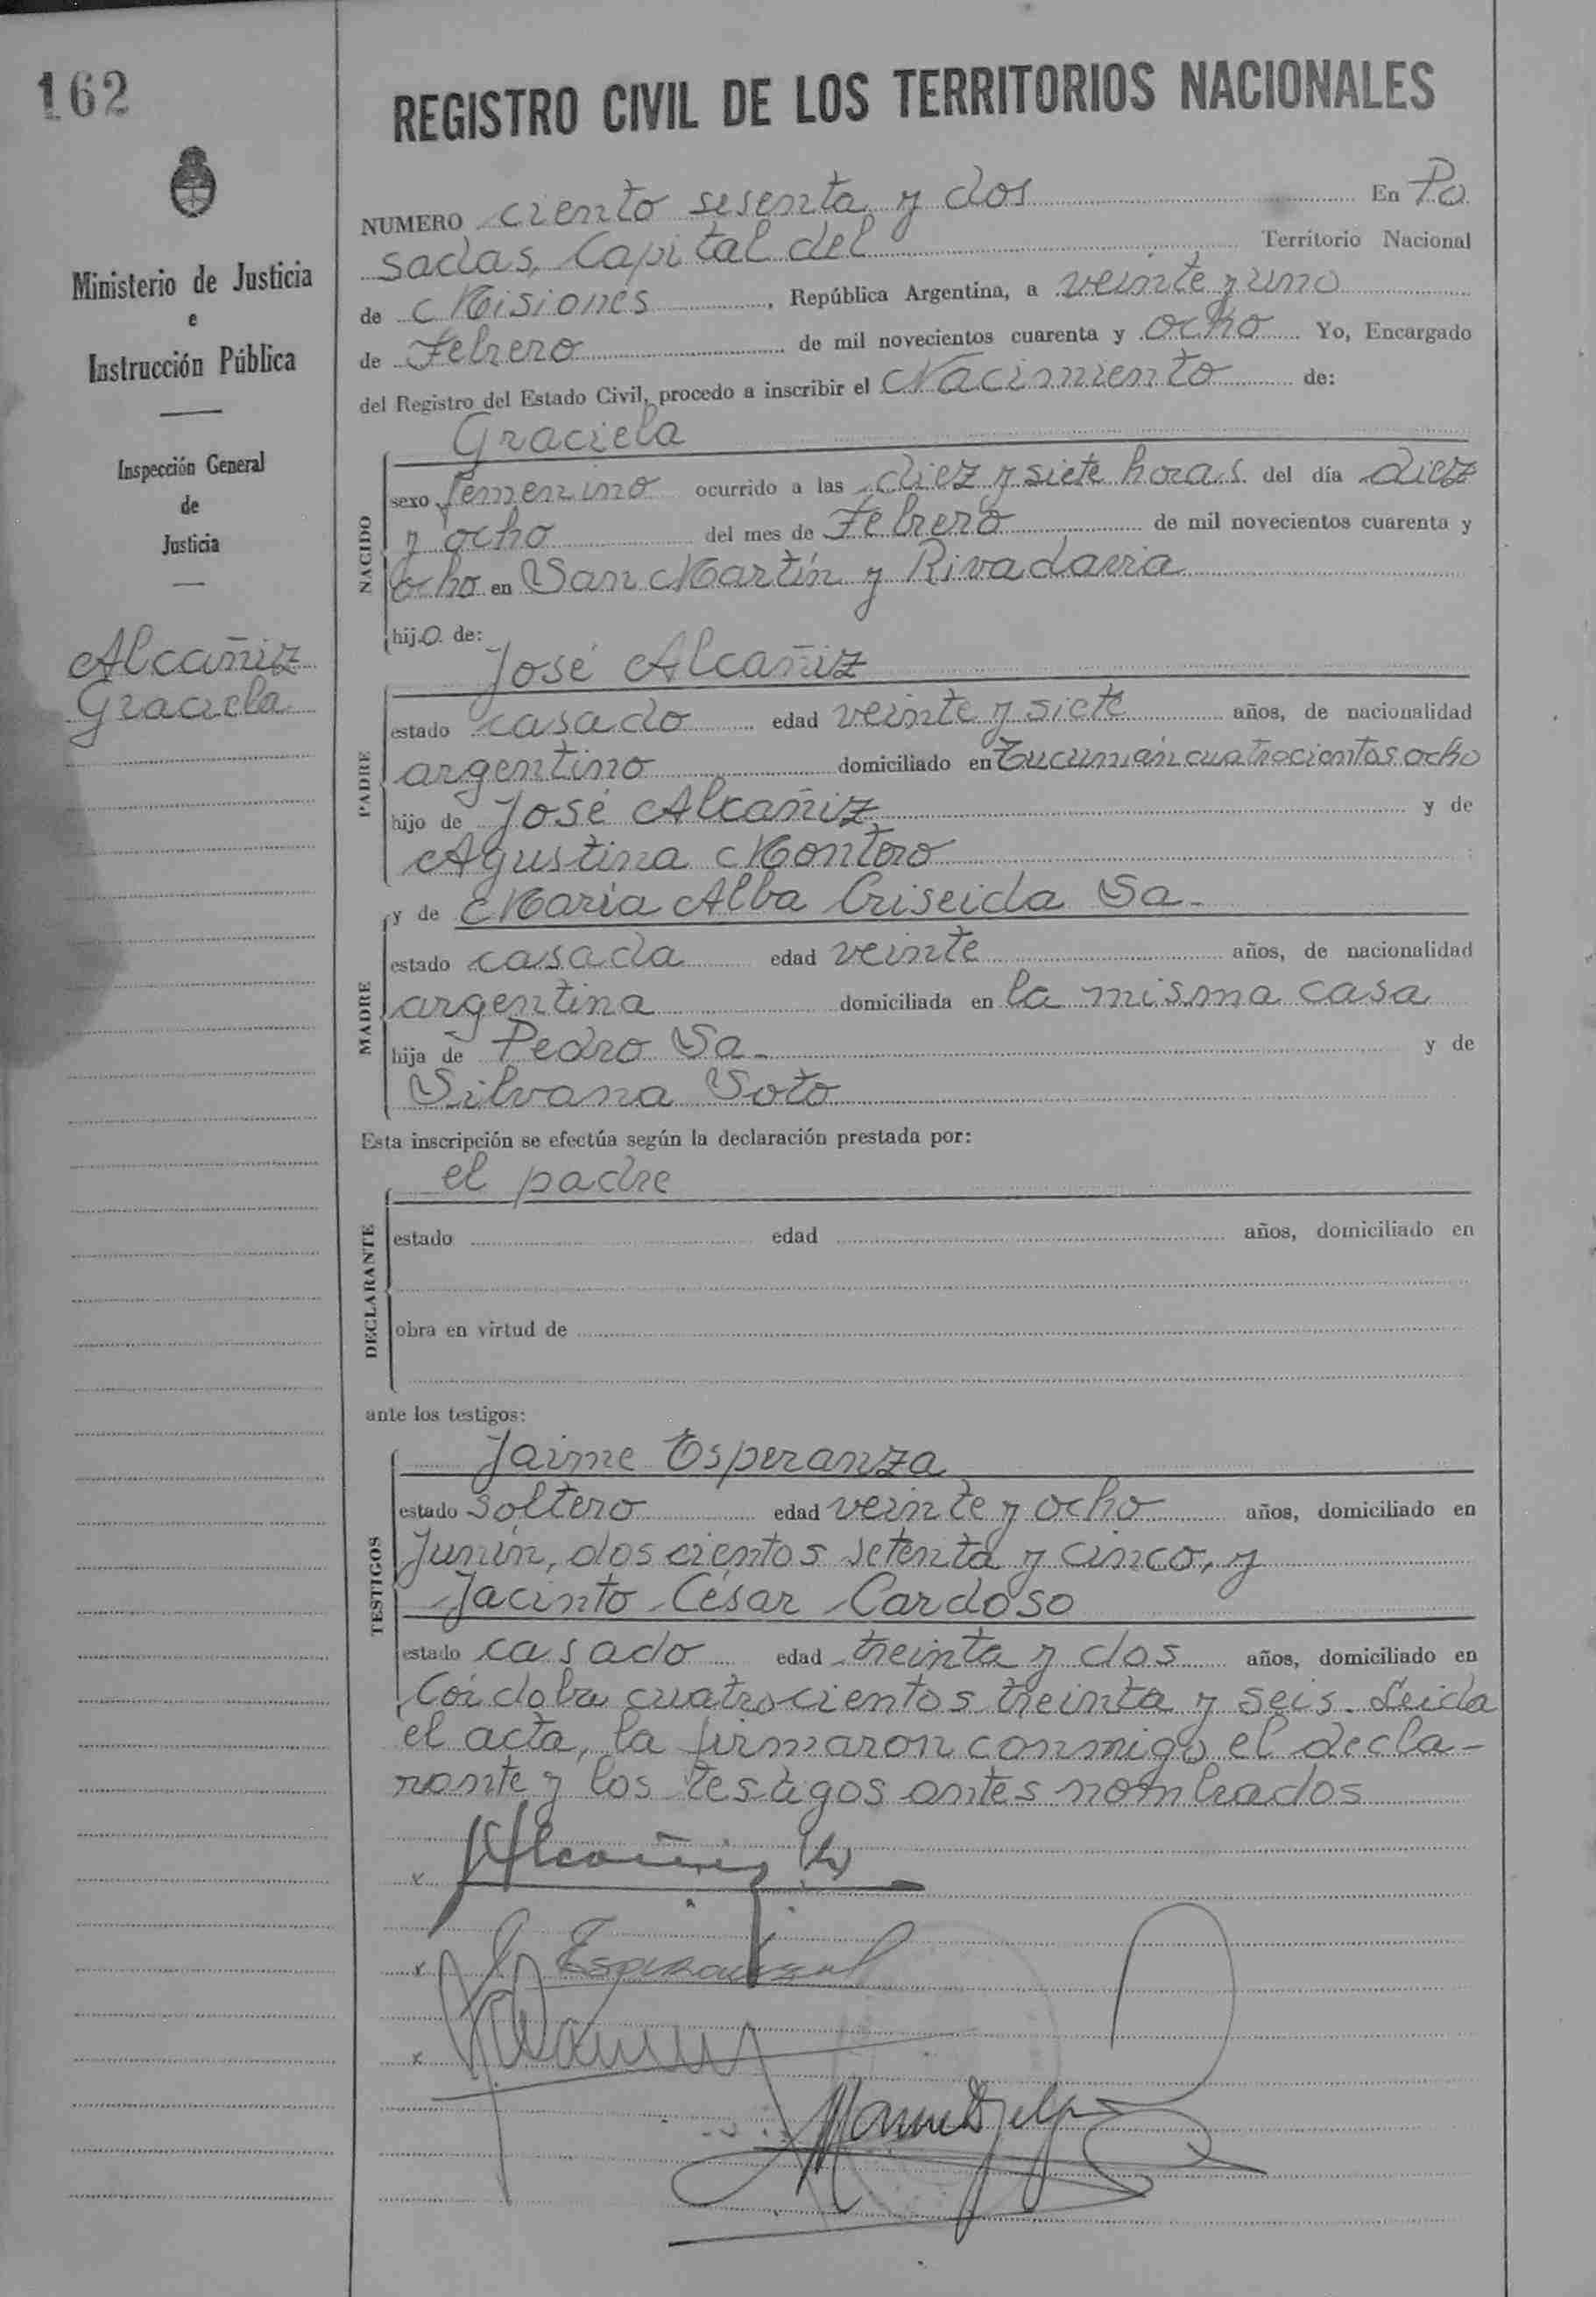 162
REGISTRO CIVIL DE LOS TERRITORIOS NACIONALES
Ministerio de Justicia
e
Instrucción Pública
Inspección General
de
Justicia
Alcañiz
Graciela
NUMERO ciento sesenta y dos En Po
sadas, Capital del Territorio Nacional
de Misiones, República Argentina, a veinte y uno
de Febrero de mil novecientos cuarenta y ocho Yo, Encargado
del Registro del Estado Civil, procedo a inscribir el Nacimiento de:
NACIDO
Graciela
sexo femenino ocurrido a las diez y siete horas del día diez
y ocho del mes de Febrero de mil novecientos cuarenta y
ocho en San Martín y Rivadavia
hijo de:
PADRE
José Alcañiz
estado casado edad veinte y siete años, de nacionalidad
argentino domiciliado en Tucumán cuatrocientos ocho
hijo de José Alcañiz y de
Agustina Montoro
MADRE
y de María Alba Criseida Sa-
estado casada edad veinte años, de nacionalidad
argentina domiciliada en la misma casa
hija de Pedro Sa- y de
Silvana Soto
Esta inscripción se efectúa según la declaración prestada por:
DECLARANTE
el padre
estado edad años, domiciliado en
obra en virtud de
ante los testigos:
TESTIGOS
Jaime Esperanza
estado soltero edad veinte y ocho años, domiciliado en
Junín, doscientos setenta y cinco, y
Jacinto César Cardoso
estado casado edad treinta y dos años, domiciliado en
Córdoba cuatrocientos treinta y seis. Leida
el acta, la firmaron conmigo el decla-
rante y los testigos antes nombrados
x JAlcañiz (h)
x J Esperanza
x